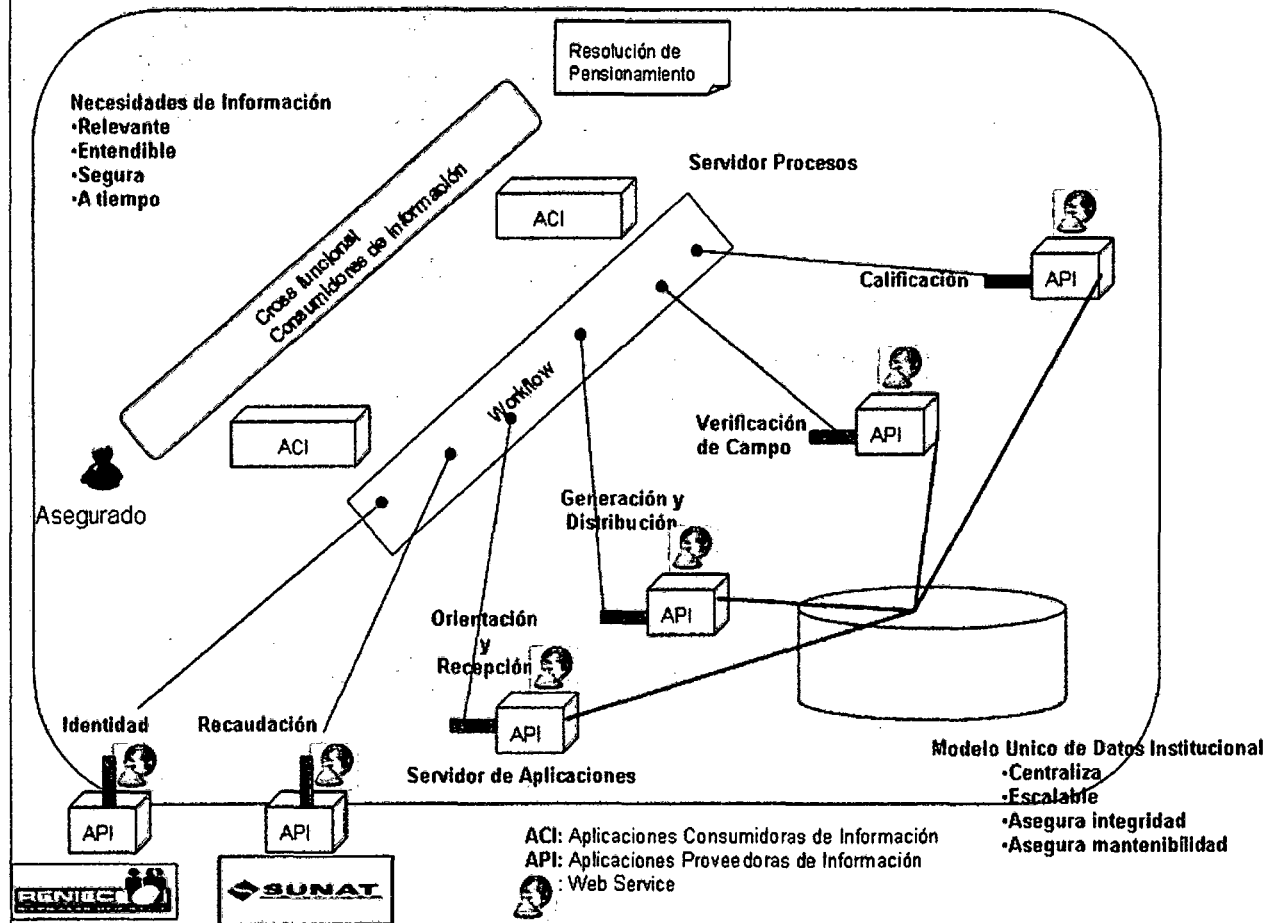 Resolución de
Pensionamiento
Necesidades de Información
•Relevante
•Entendible
•Segura
•A tiempo
Cross funcional
Consumidores de información
Servidor Procesos
ACI
ACI
Workflow
Asegurado
Calificación
API
Verificación
de Campo
API
Generación y
Distribución
API
Orientación
y
Recepción
API
Servidor de Aplicaciones
Identidad
API
Recaudación
API
SUNAT
Modelo Unico de Datos Institucional
•Centraliza
•Escalable
•Asegura integridad
•Asegura mantenibilidad
ACI: Aplicaciones Consumidoras de Información
API: Aplicaciones Proveedoras de Información
: Web Service